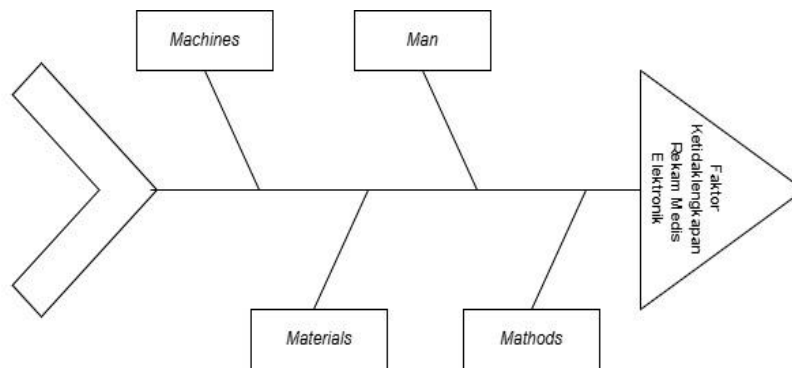 Machines
Man
Faktor
Ketidaklengkapan
Rekam Medis
Elektronik
Materials
Mathods